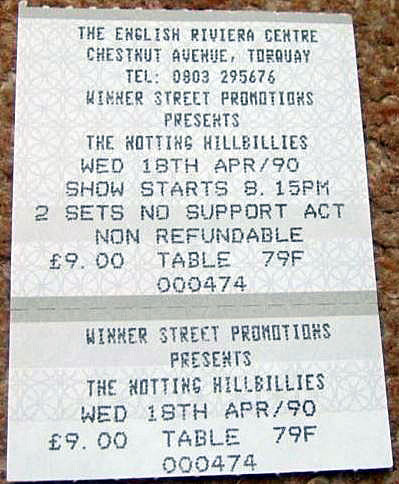 THE ENGLISH RIVIERA CENTRE
CHESTNUT AVENUE, TORQUAY
TEL: 0803 295676
WINNER STREET PROMOTIONS
PRESENTS
THE NOTTING HILLBILLIES
WED 18TH APR/90
SHOW STARTS 8.15PM
2 SETS NO SUPPORT ACT
NON REFUNDABLE
£9.00 TABLE 79F
000474
WINNER STREET PROMOTIONS
PRESENTS
THE NOTTING HILLBILLIES
WED 18TH APR/90
£9.00 TABLE 79F
000474